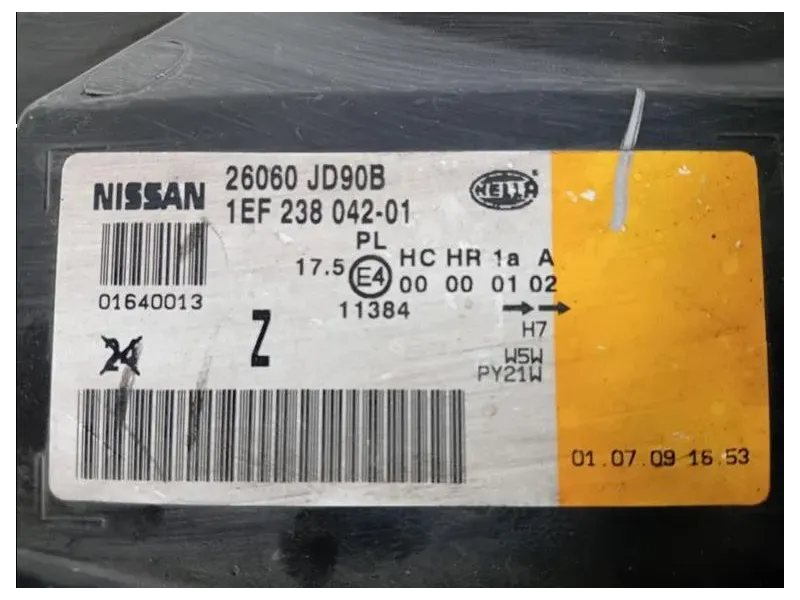 NISSAN 26060 JD90B
1EF 238 042-01
HELLA
PL
17.5 E4 HC HR 1a A
00 00 01 02
11384
H7
01640013
24 Z
W5W
PY21W
01.07.09 16.53